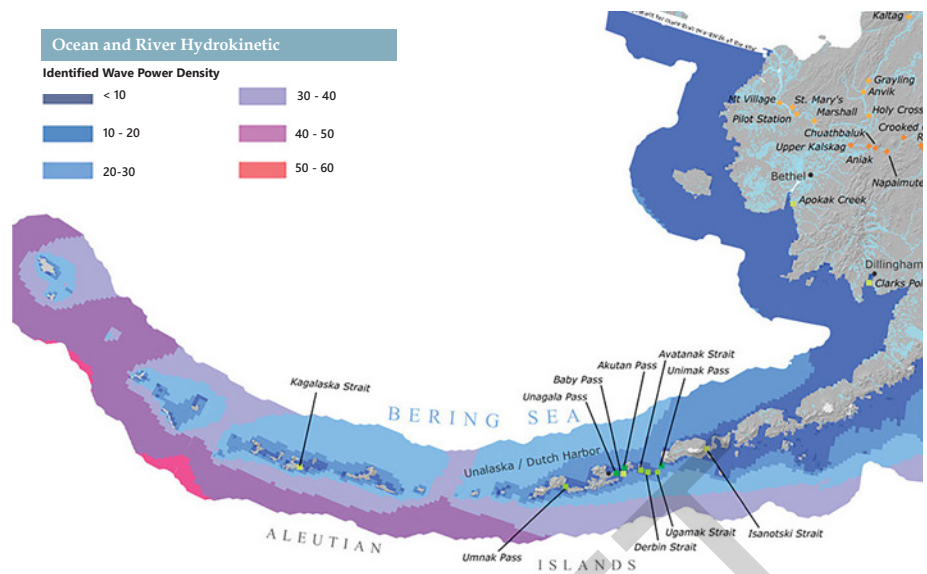 Ocean and River Hydrokinetic
Identified Wave Power Density
< 10
30 - 40
10 - 20
40 - 50
20-30
50 - 60
Kaltag
Grayling
Anvik
Mt Village
St. Mary's
Marshall
Holy Cross
Pilot Station
Chuathbaluk
Crooked
Upper Kalskag
Aniak
Napaimute
Bethel
Apokak Creek
Dillingham
Clarks Poi
Avatanak Strait
Akutan Pass
Unimak Pass
Baby Pass
Unagala Pass
Kagalaska Strait
BERING SEA
Unalaska / Dutch Harbor
Umnak Pass
Ugamak Strait
Isanotski Strait
Derbin Strait
ALEUTIAN
ISLANDS